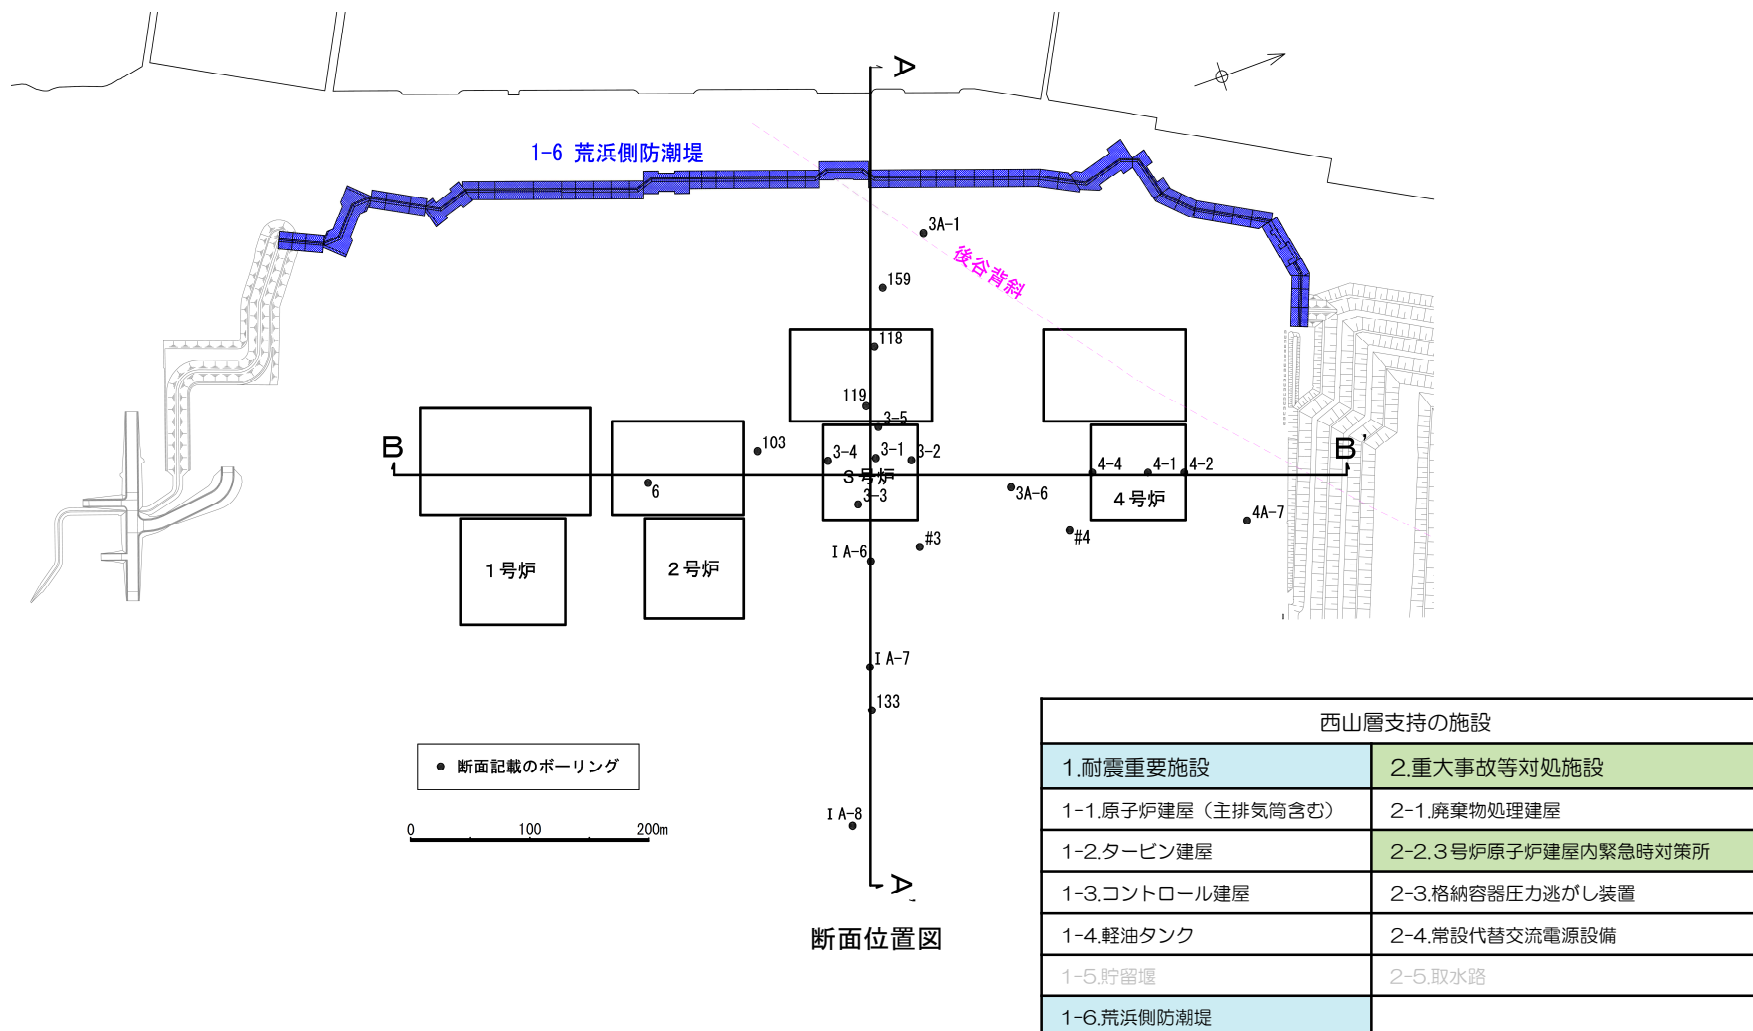 A
1-6 荒浜側防潮堤
3A-1
後谷背斜
159
118
119
3-5
103
3-4
3-1
3-2
B
B'
4-4
4-1
4-2
3号炉
6
3-3
3A-6
4号炉
4A-7
#3
#4
ⅠA-6
1号炉
2号炉
ⅠA-7
133
断面記載のボーリング
ⅠA-8
0
100
200m
A'
断面位置図
西山層支持の施設
1.耐震重要施設
2.重大事故等対処施設
1-1.原子炉建屋（主排気筒含む）
2-1.廃棄物処理建屋
1-2.タービン建屋
2-2.3号炉原子炉建屋内緊急時対策所
1-3.コントロール建屋
2-3.格納容器圧力逃がし装置
1-4.軽油タンク
2-4.常設代替交流電源設備
1-5.貯留堰
2-5.取水路
1-6.荒浜側防潮堤